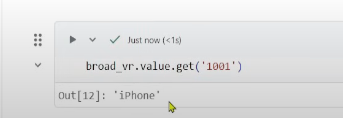 Just now (<1s)
broad_vr.value.get('1001')
Out[12]: 'iPhone'